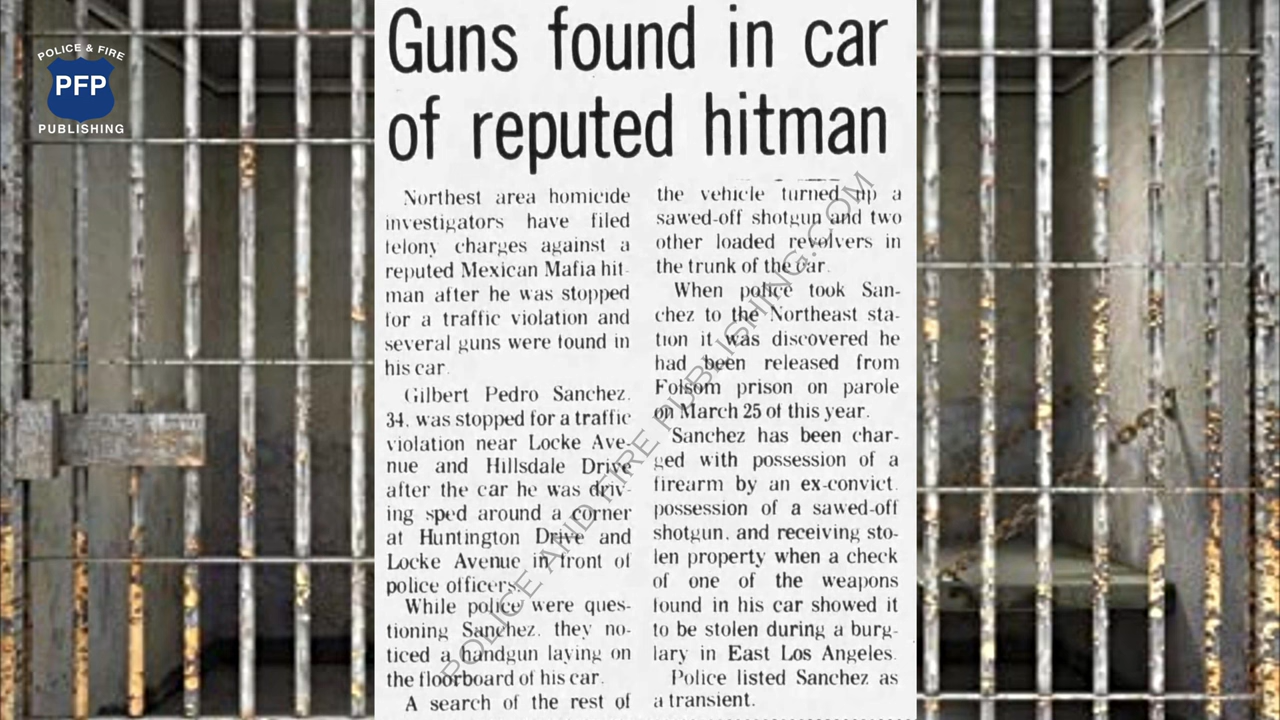 POLICE & FIRE
PFP
PUBLISHING
Guns found in car
of reputed hitman
Northest area homicide
investigators have filed
felony charges against a
reputed Mexican Mafia hit-
man after he was stopped
for a traffic violation and
several guns were found in
his car.
Gilbert Pedro Sanchez,
34, was stopped for a traffic
violation near Locke Ave-
nue and Hillsdale Drive
after the car he was driv-
ing sped around a corner
at Huntington Drive and
Locke Avenue in front of
police officers.
While police were ques-
tioning Sanchez, they no-
ticed a handgun laying on
the floorboard of his car.
A search of the rest of
the vehicle turned up a
sawed-off shotgun and two
other loaded revolvers in
the trunk of the car.
When police took San-
chez to the Northeast sta-
tion it was discovered he
had been released from
Folsom prison on parole
on March 25 of this year.
Sanchez has been char-
ged with possession of a
firearm by an ex-convict,
possession of a sawed-off
shotgun, and receiving sto-
len property when a check
of one of the weapons
found in his car showed it
to be stolen during a burg-
lary in East Los Angeles.
Police listed Sanchez as
a transient.
POLICE AND FIRE PUBLISHING.COM